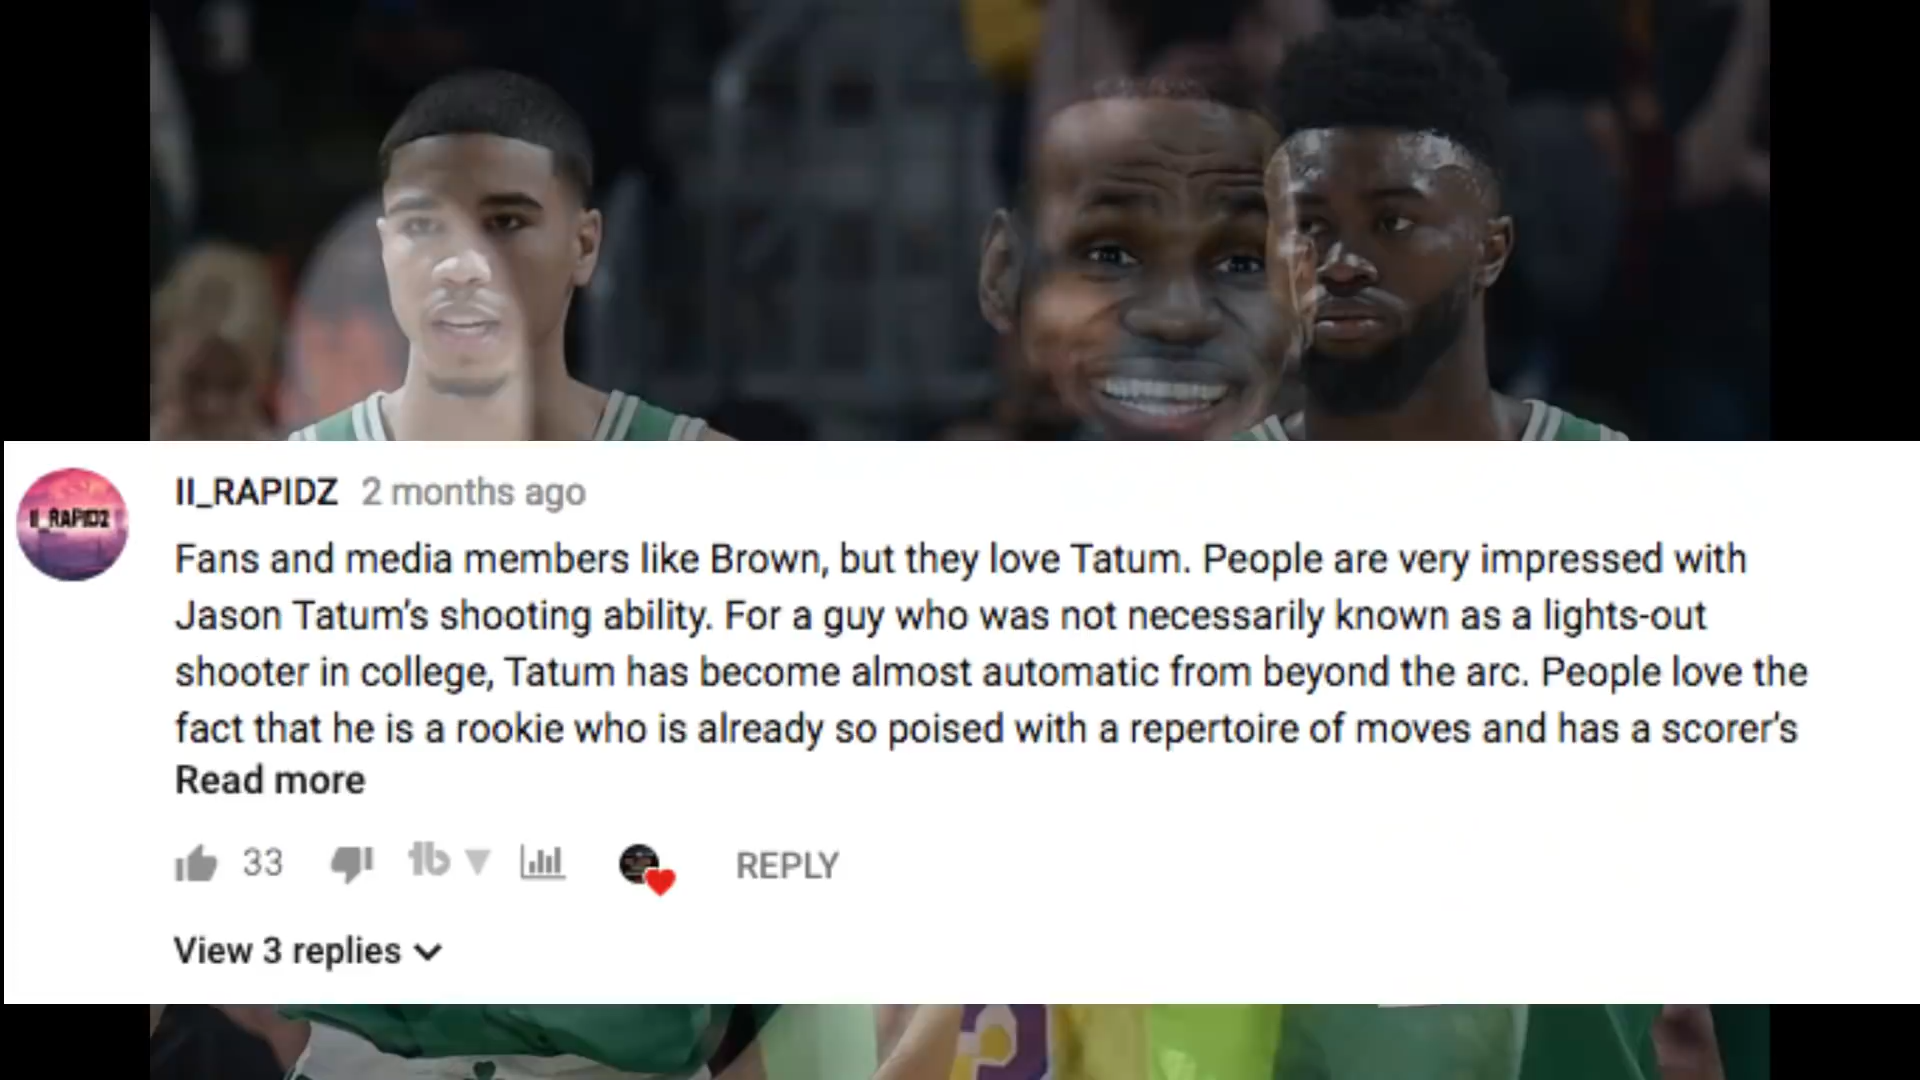 II_RAPIDZ 2 months ago
II_RAPIDZ
Fans and media members like Brown, but they love Tatum. People are very impressed with
Jason Tatum's shooting ability. For a guy who was not necessarily known as a lights-out
shooter in college, Tatum has become almost automatic from beyond the arc. People love the
fact that he is a rookie who is already so poised with a repertoire of moves and has a scorer's
Read more
33 REPLY
View 3 replies